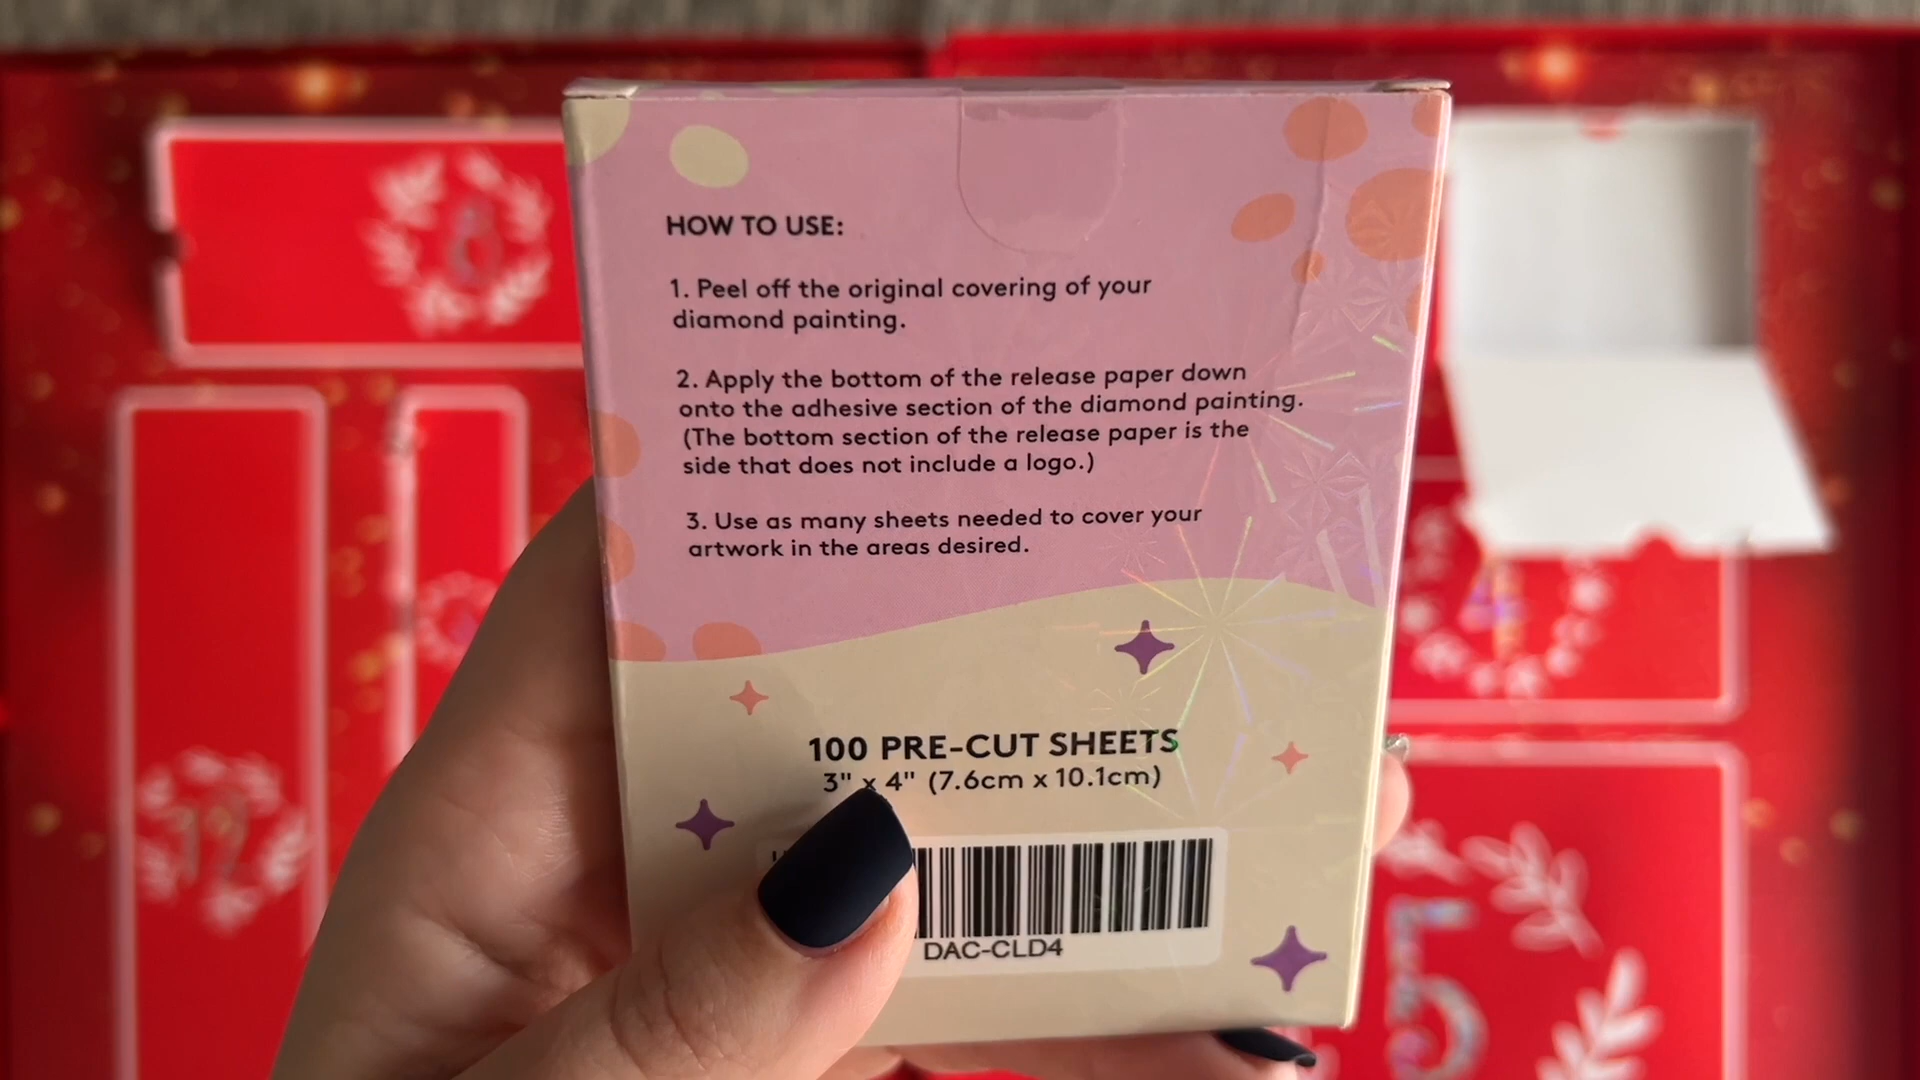 HOW TO USE:
1. Peel off the original covering of your
diamond painting.
2. Apply the bottom of the release paper down
onto the adhesive section of the diamond painting.
(The bottom section of the release paper is the
side that does not include a logo.)
3. Use as many sheets needed to cover your
artwork in the areas desired.
100 PRE-CUT SHEETS
3" x 4" (7.6cm x 10.1cm)
DAC-CLD4
8
12
15